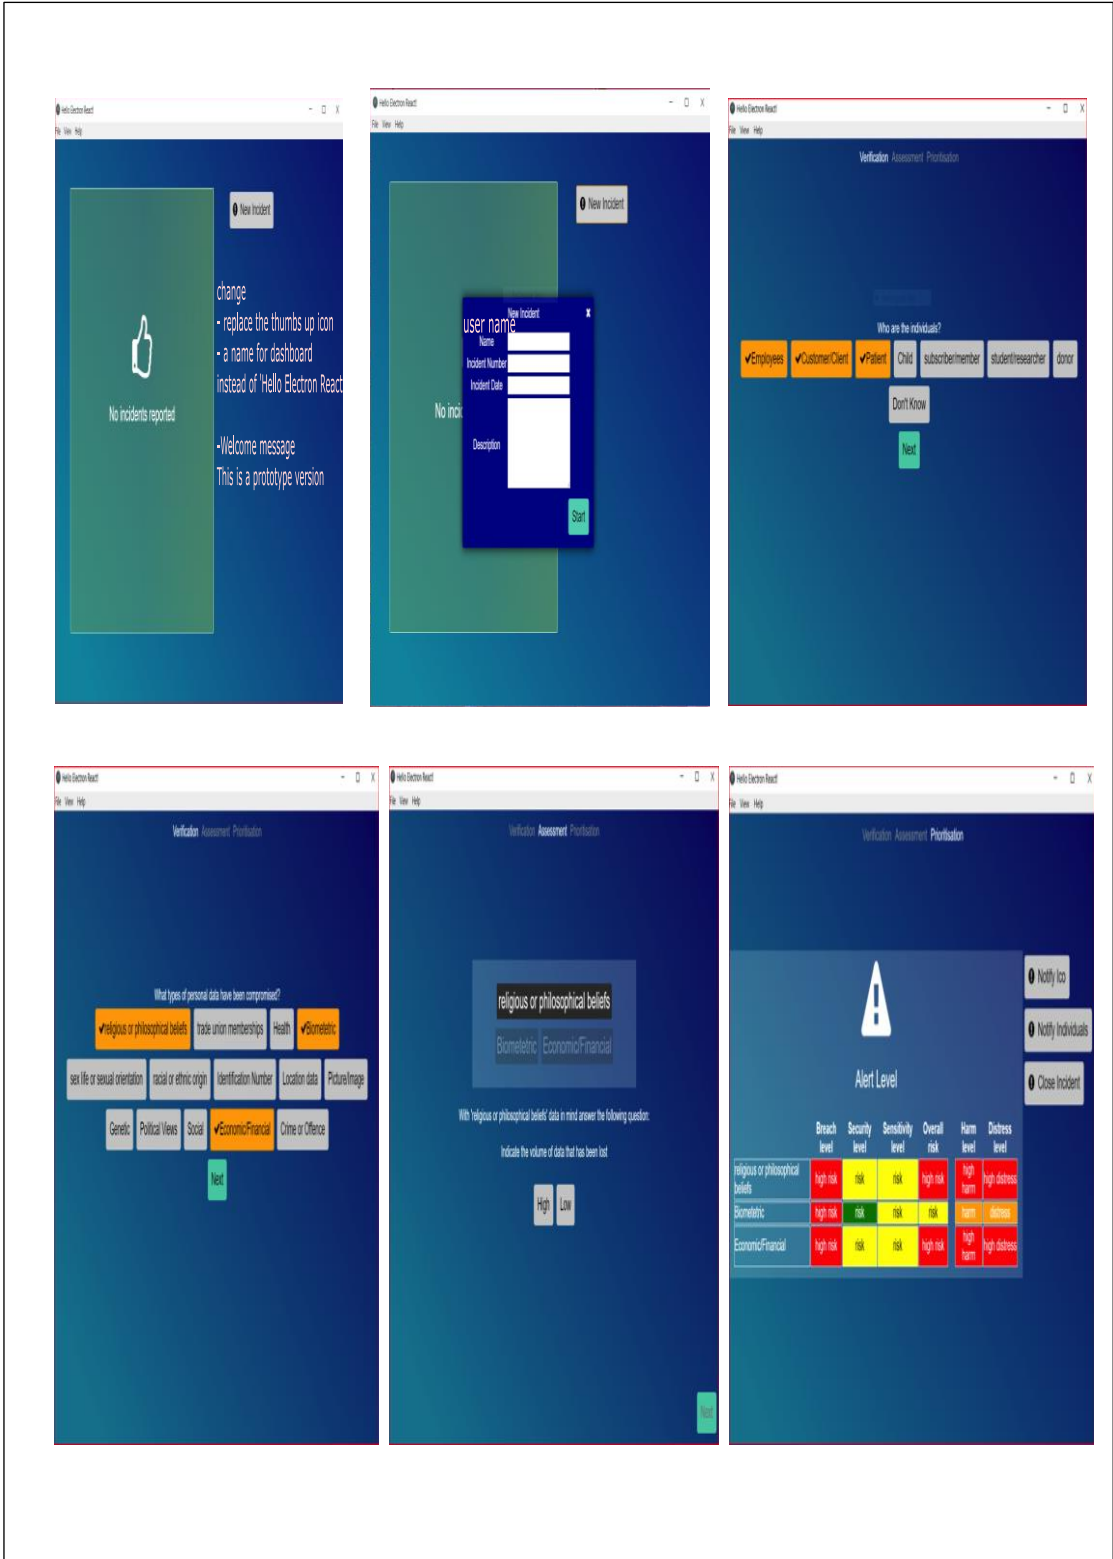 Hello Electron React!
File View Help
New Incident
change
- replace the thumbs up icon
- a name for dashboard
instead of 'Hello Electron React
-Welcome message
This is a prototype version
No incidents reported
Hello Electron React!
File View Help
New Incident
New Incident x
user name
Name
Incident Number
Incident Date
No inci
Description
Start
Hello Electron React!
File View Help
Verification Assessment Prioritisation
Who are the individuals?
✔Employees ✔Customer/Client ✔Patient Child subscriber/member student/researcher donor
Don't Know
Next
Hello Electron React!
File View Help
Verification Assessment Prioritisation
What types of personal data have been compromised?
✔religious or philosophical beliefs trade union memberships Health ✔Biometetric
sex life or sexual orientation racial or ethnic origin Identification Number Location data Picture/Image
Genetic Political Views Social ✔Economic/Financial Crime or Offence
Next
Hello Electron React!
File View Help
Verification Assessment Prioritisation
religious or philosophical beliefs
Biometetric Economic/Financial
With 'religious or philosophical beliefs' data in mind answer the following question:
Indicate the volume of data that has been lost
High Low
Next
Hello Electron React!
File View Help
Verification Assessment Prioritisation
Notify Ico
Notify Individuals
Close Incident
Alert Level
Breach Security Sensitivity Overall Harm Distress
level level level risk level level
religious or philosophical beliefs high risk risk risk high risk high harm high distress
Biometetric high risk risk risk risk harm distress
Economic/Financial high risk risk risk high risk high harm high distress